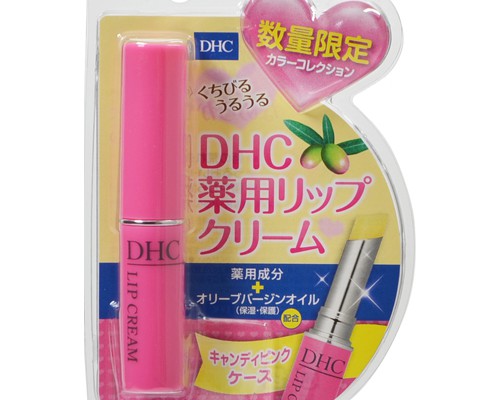 DHC
数量限定
カラーコレクション
くちびる
うるうる
DHC
薬用リップ
クリーム
薬用成分
+
オリーブバージンオイル
(保湿・保護)
配合
キャンディピンク
ケース
DHC
LIP CREAM
DHC
LIP CREAM